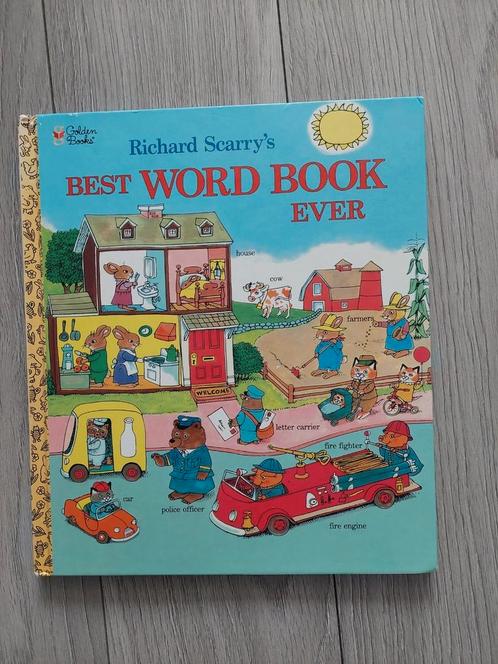 Golden
Books®
Richard Scarry's
BEST WORD BOOK
EVER
house
cow
farmers
WELCOME
letter carrier
fire fighter
car
police officer
fire engine